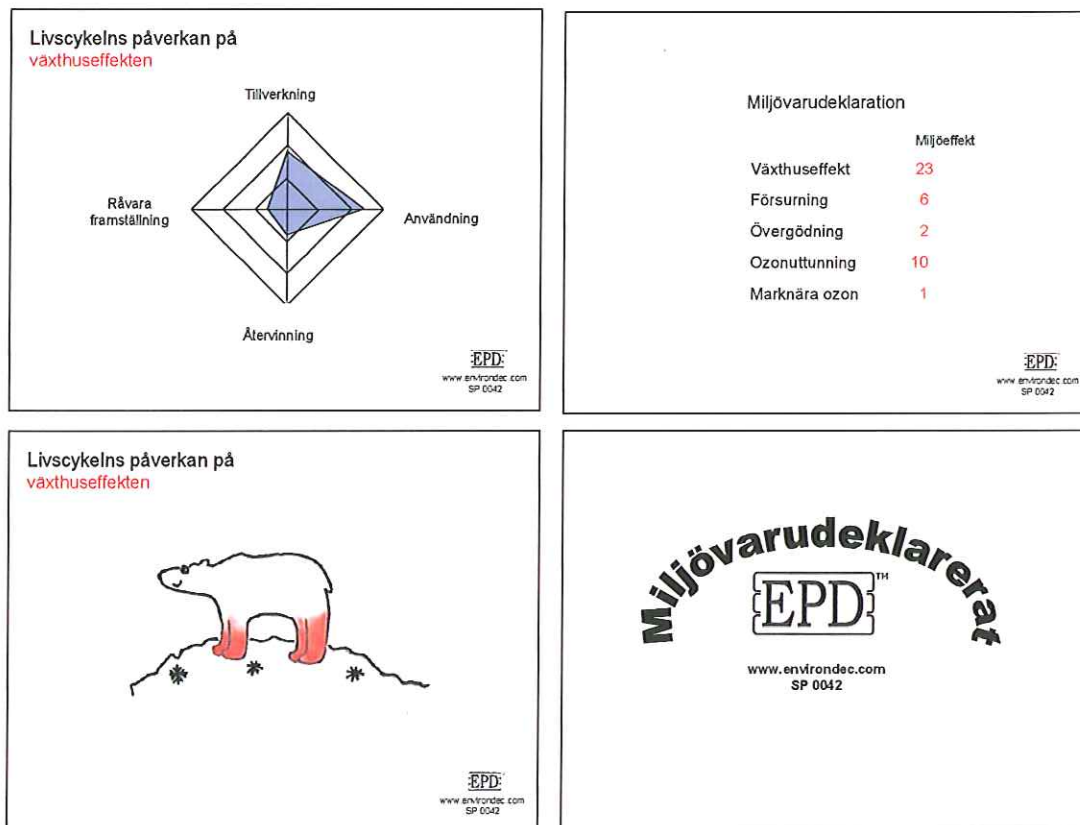 Livscykelns påverkan på
växthuseffekten
Tillverkning
Råvara
framställning
Användning
Återvinning
EPD
www.environdec.com
SP 0042
Miljövarudeklaration
Miljöeffekt
Växthuseffekt 23
Försurning 6
Övergödning 2
Ozonuttunning 10
Marknära ozon 1
EPD
www.environdec.com
SP 0042
Livscykelns påverkan på
växthuseffekten
EPD
www.environdec.com
SP 0042
Miljövarudeklarerat
EPD™
www.environdec.com
SP 0042